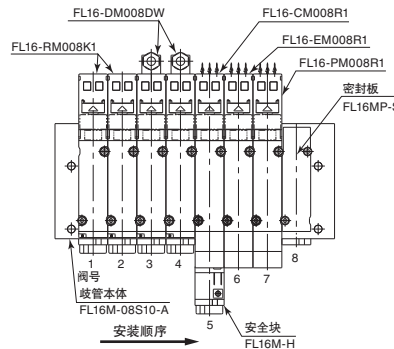 FL16-DM008DW
FL16-CM008R1
FL16-RM008K1
FL16-EM008R1
FL16-PM008R1
密封板
FL16MP-S
1
2
3
4
5
6
7
8
阀号
歧管本体
FL16M-08S10-A
安装顺序
安全块
FL16M-H